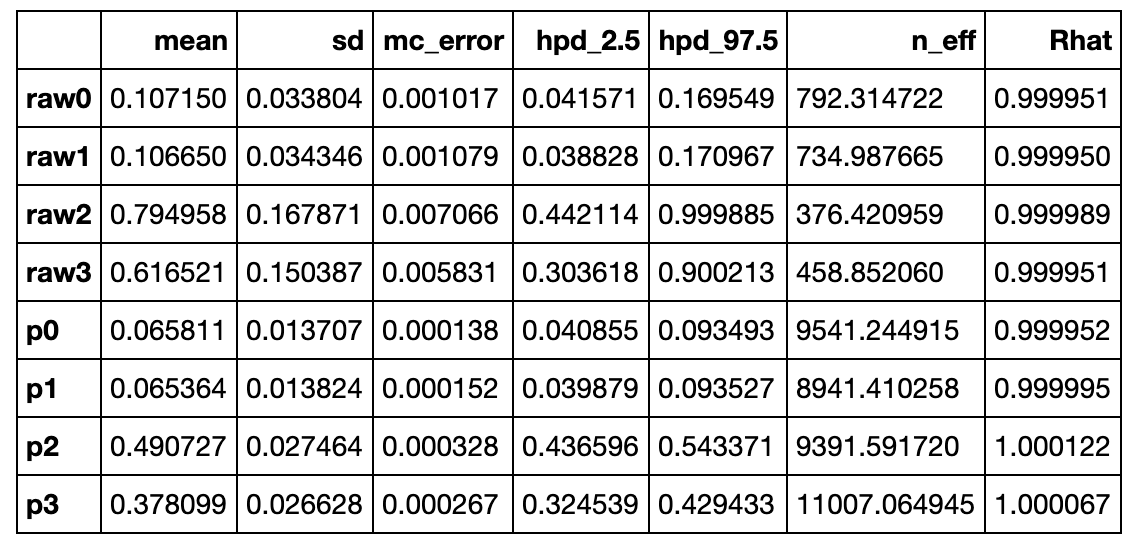 mean sd mc_error hpd_2.5 hpd_97.5 n_eff Rhat
raw0 0.107150 0.033804 0.001017 0.041571 0.169549 792.314722 0.999951
raw1 0.106650 0.034346 0.001079 0.038828 0.170967 734.987665 0.999950
raw2 0.794958 0.167871 0.007066 0.442114 0.999885 376.420959 0.999989
raw3 0.616521 0.150387 0.005831 0.303618 0.900213 458.852060 0.999951
p0 0.065811 0.013707 0.000138 0.040855 0.093493 9541.244915 0.999952
p1 0.065364 0.013824 0.000152 0.039879 0.093527 8941.410258 0.999995
p2 0.490727 0.027464 0.000328 0.436596 0.543371 9391.591720 1.000122
p3 0.378099 0.026628 0.000267 0.324539 0.429433 11007.064945 1.000067